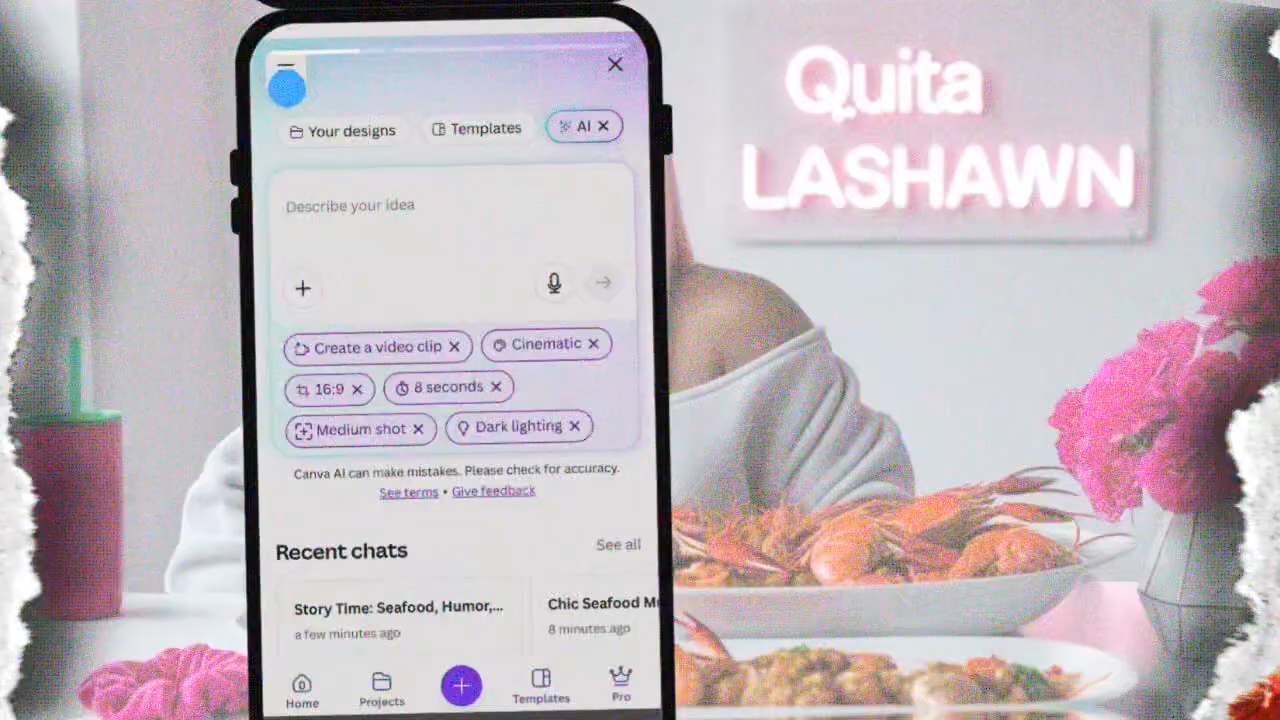 Quita
LASHAWN
Your designs
Templates
AI
Describe your idea
Create a video clip
Cinematic
16:9
8 seconds
Medium shot
Dark lighting
Canva AI can make mistakes. Please check for accuracy.
See terms • Give feedback
Recent chats
See all
Story Time: Seafood, Humor,...
a few minutes ago
Chic Seafood
8 minutes ago
Home
Projects
Templates
Pro